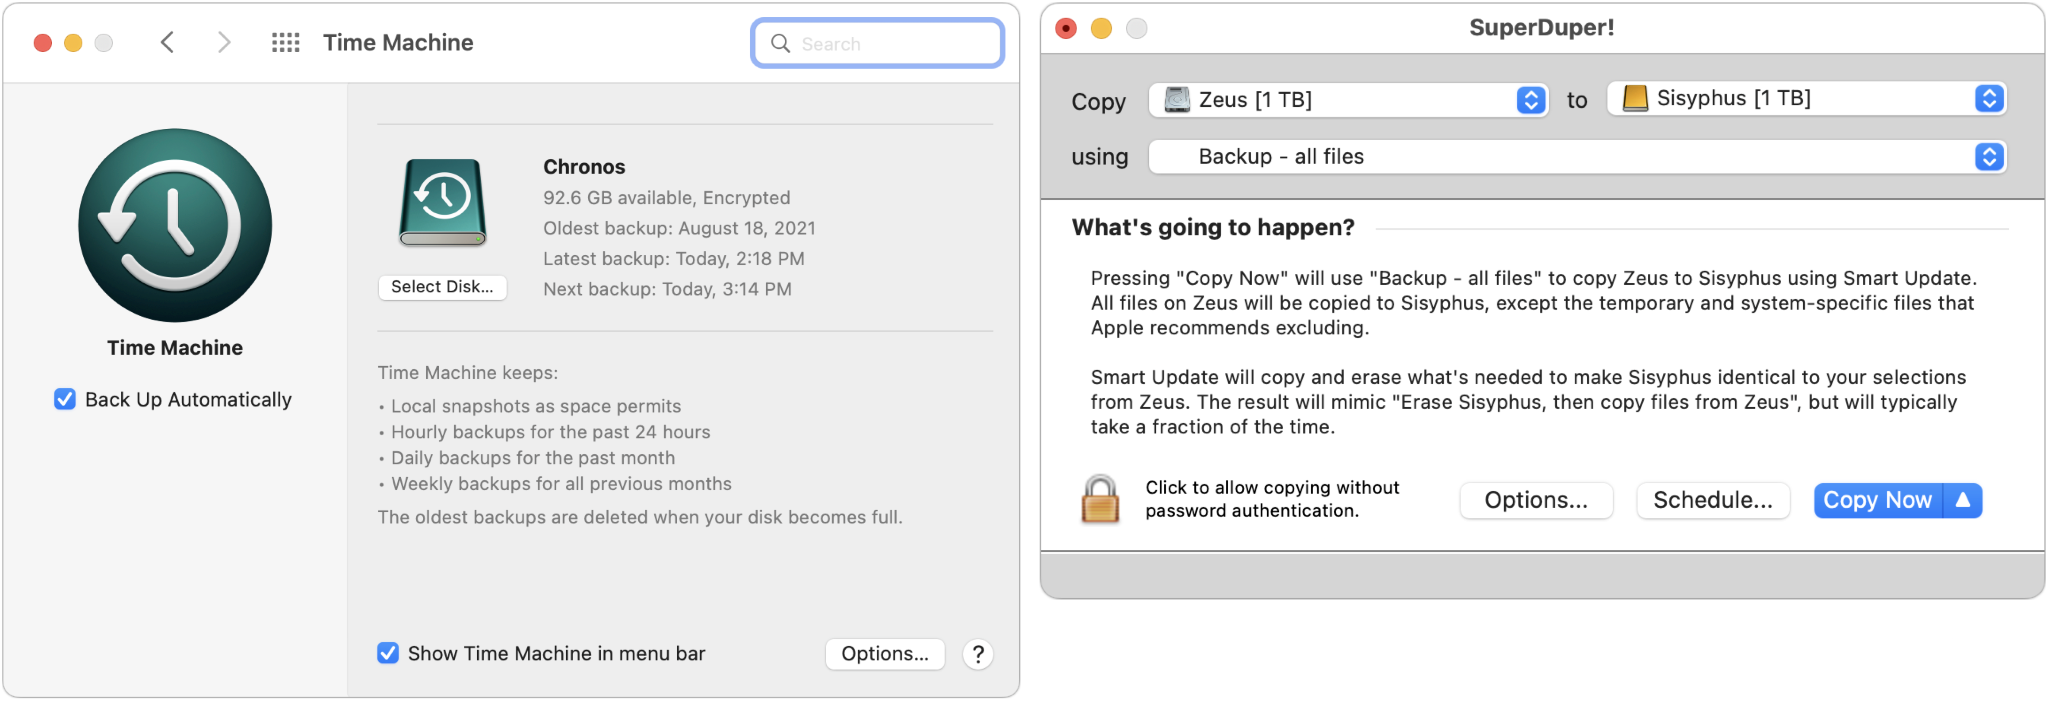 Time Machine
Search
Time Machine
Back Up Automatically
Chronos
92.6 GB available, Encrypted
Oldest backup: August 18, 2021
Latest backup: Today, 2:18 PM
Next backup: Today, 3:14 PM
Select Disk...
Time Machine keeps:
• Local snapshots as space permits
• Hourly backups for the past 24 hours
• Daily backups for the past month
• Weekly backups for all previous months
The oldest backups are deleted when your disk becomes full.
Show Time Machine in menu bar
Options...
?
SuperDuper!
Copy Zeus [1 TB] to Sisyphus [1 TB]
using Backup - all files
What's going to happen?
Pressing "Copy Now" will use "Backup - all files" to copy Zeus to Sisyphus using Smart Update.
All files on Zeus will be copied to Sisyphus, except the temporary and system-specific files that
Apple recommends excluding.
Smart Update will copy and erase what's needed to make Sisyphus identical to your selections
from Zeus. The result will mimic "Erase Sisyphus, then copy files from Zeus", but will typically
take a fraction of the time.
Click to allow copying without
password authentication.
Options...
Schedule...
Copy Now